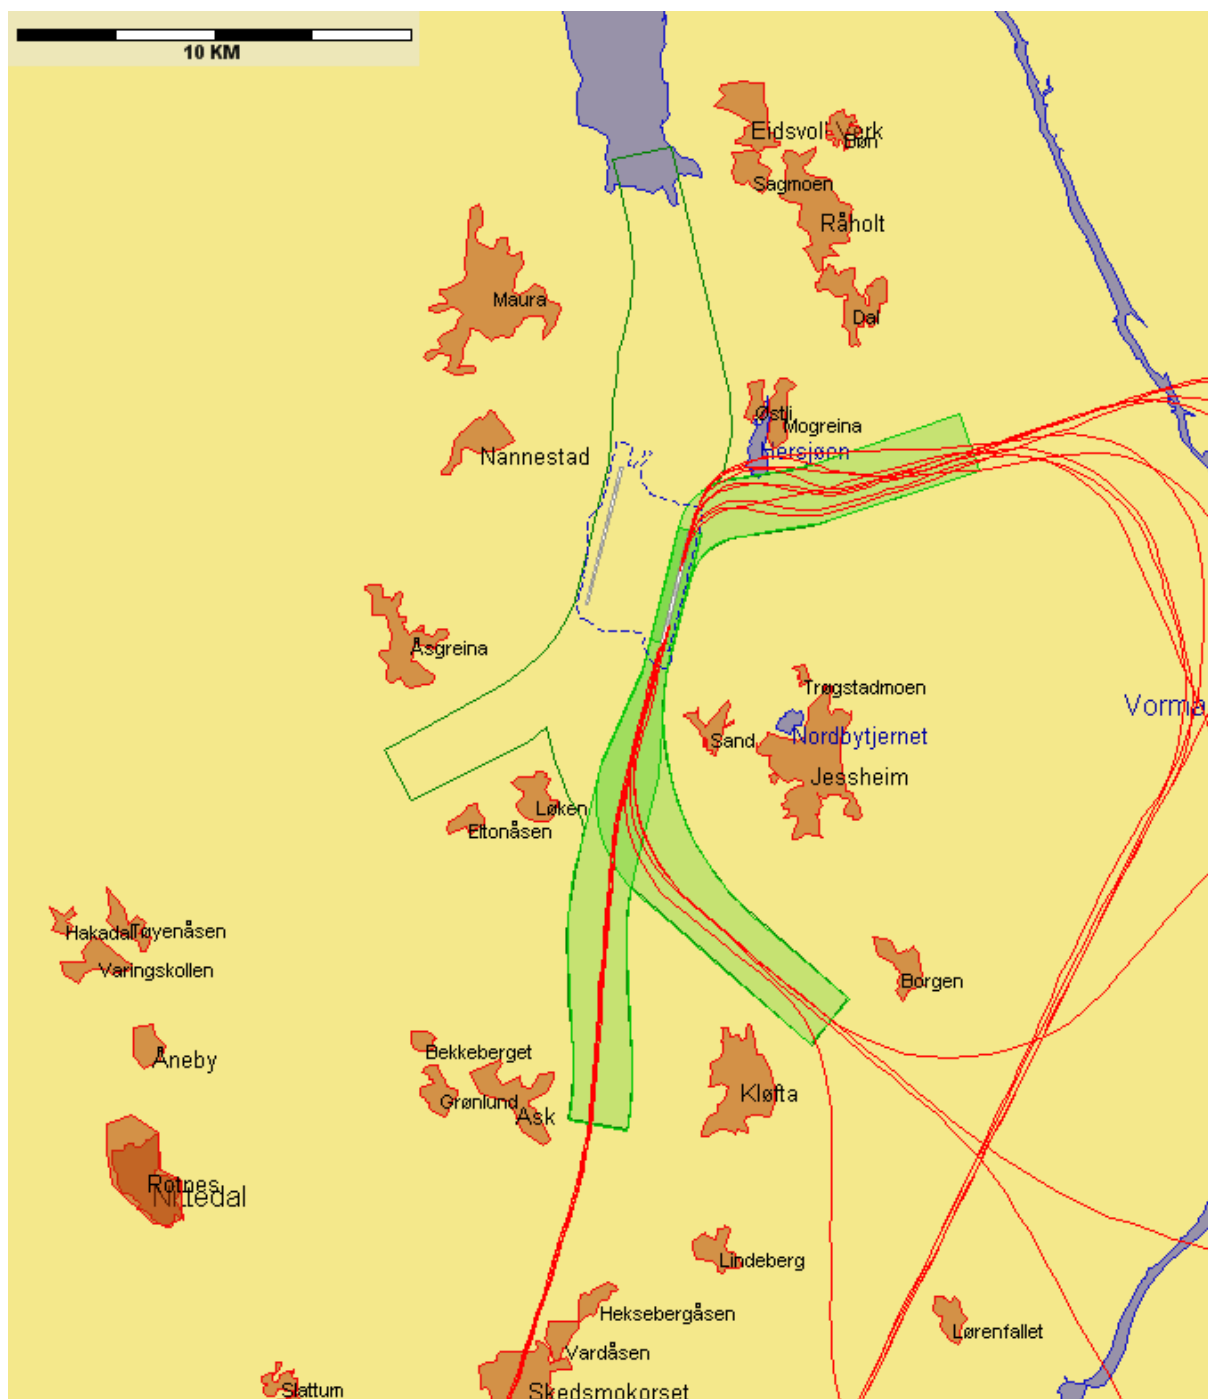 10 KM
Eidsvoll Verk
Bøn
Sagmoen
Råholt
Maura
Dal
Østli
Mogreina
Hersjøen
Nannestad
Åsgreina
Trøgstadmoen
Vorma
Sand
Nordbytjernet
Jessheim
Løken
Eltonåsen
Hakadal
Tøyenåsen
Varingskollen
Borgen
Åneby
Bekkeberget
Kløfta
Grønlund
Ask
Rotnes
Nittedal
Lindeberg
Heksebergåsen
Lørenfallet
Vardåsen
Slattum
Skedsmokorset